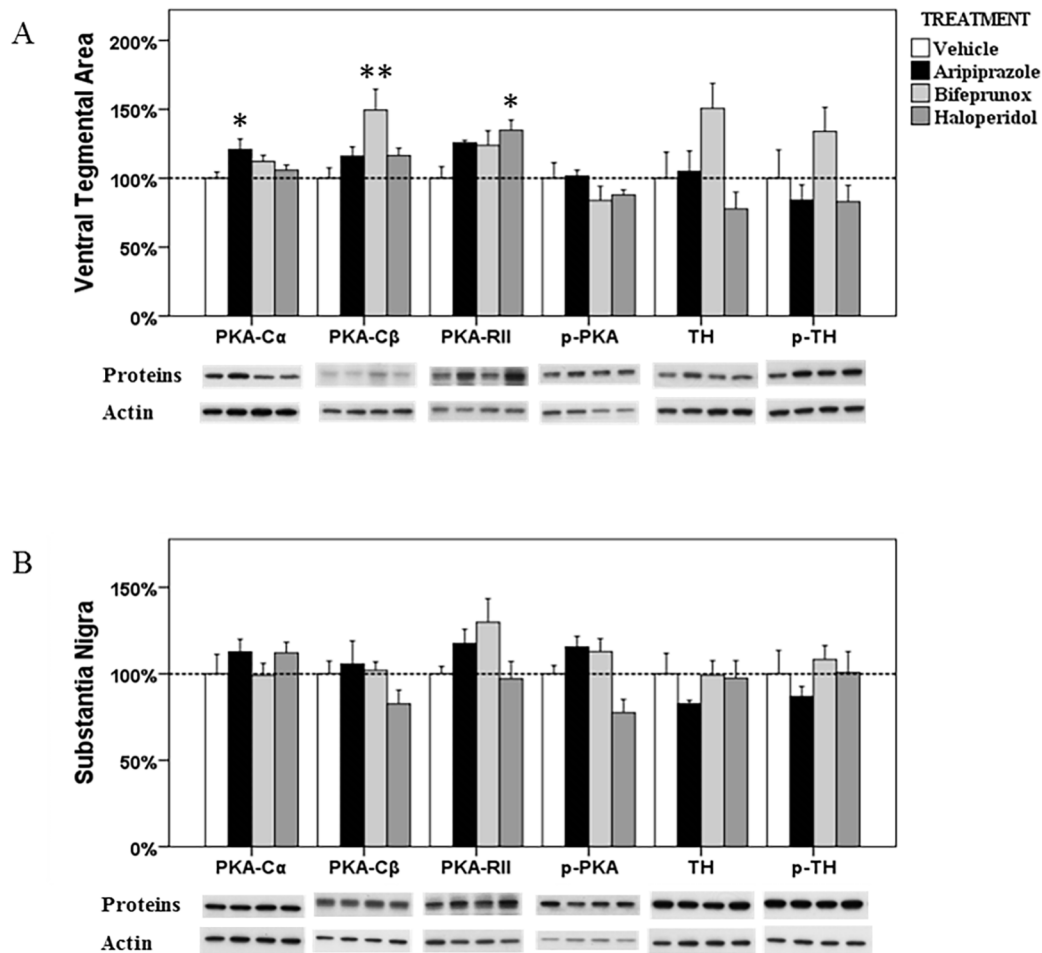 A
Ventral Tegmental Area
200%
150%
100%
50%
0%
* ** *
PKA-Cα PKA-Cβ PKA-RII p-PKA TH p-TH
Proteins
Actin
TREATMENT
Vehicle
Aripiprazole
Bifeprunox
Haloperidol
B
Substantia Nigra
150%
100%
50%
0%
PKA-Cα PKA-Cβ PKA-RII p-PKA TH p-TH
Proteins
Actin